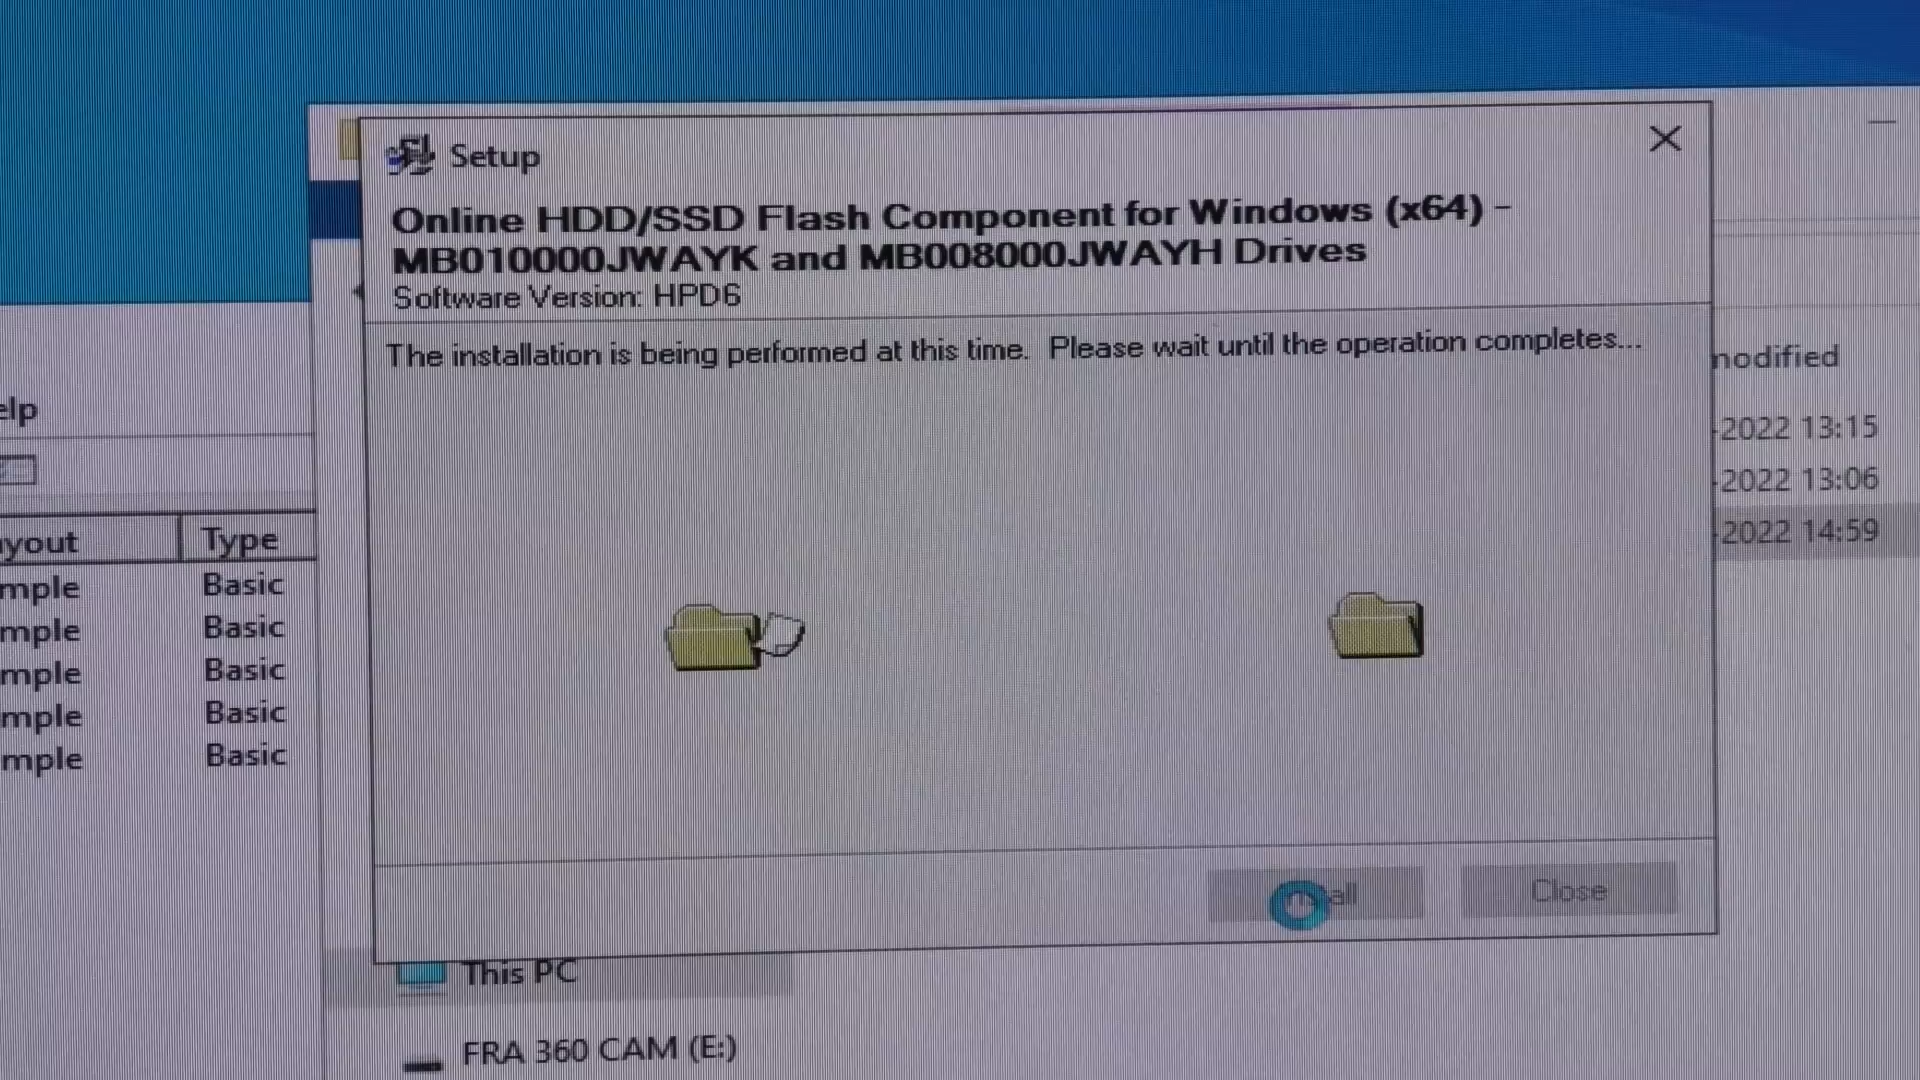 Setup
Online HDD/SSD Flash Component for Windows (x64) -
MB010000JWAYK and MB008000JWAYH Drives
Software Version: HPD6
The installation is being performed at this time. Please wait until the operation completes...
modified
elp
-2022 13:15
-2022 13:06
yout Type
-2022 14:59
mple Basic
mple Basic
mple Basic
mple Basic
mple Basic
all Close
This PC
FRA 360 CAM (E:)